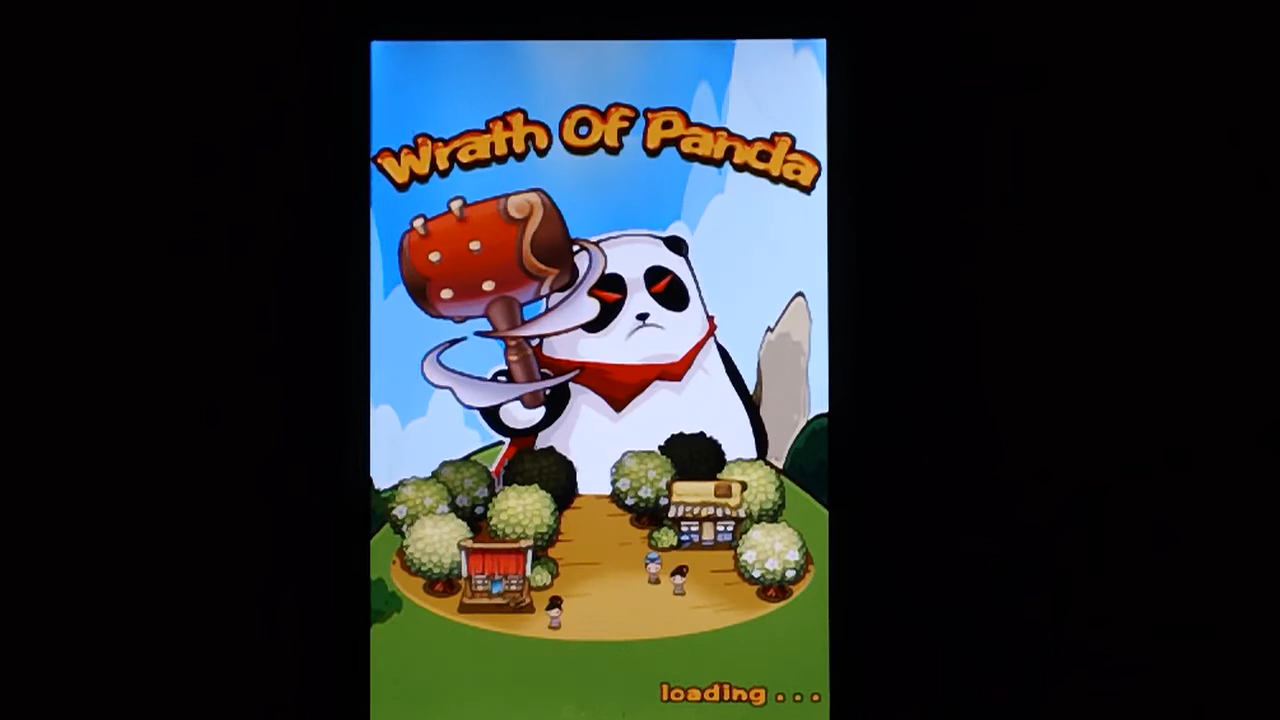 Wrath Of Panda
loading . . .